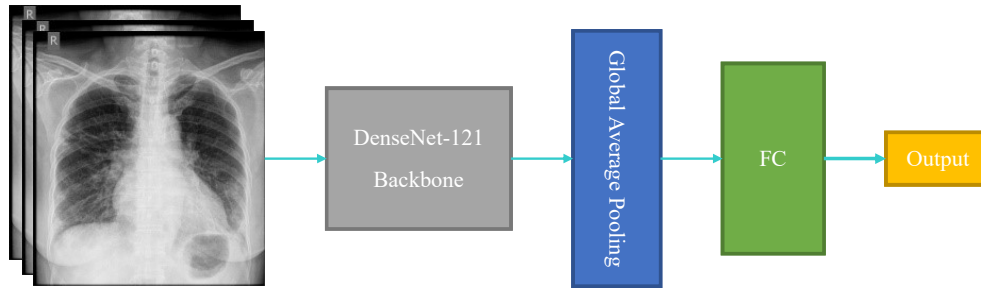 R
R
R
DenseNet-121
Backbone
Global Average Pooling
FC
Output